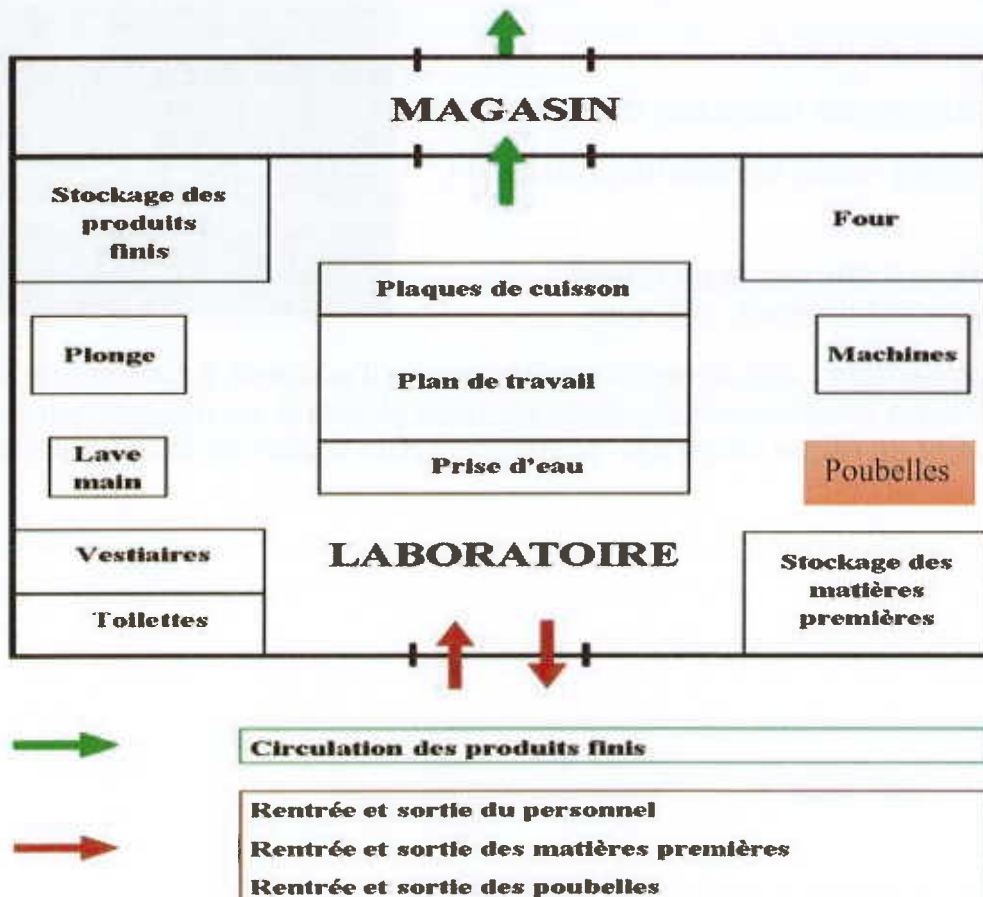 MAGASIN
Stockage des
produits
finis
Four
Plaques de cuisson
Plonge
Plan de travail
Machines
Lave
main
Prise d'eau
Poubelles
Vestiaires
LABORATOIRE
Stockage des
matières
premières
Toilettes
Circulation des produits finis
Rentrée et sortie du personnel
Rentrée et sortie des matières premières
Rentrée et sortie des poubelles